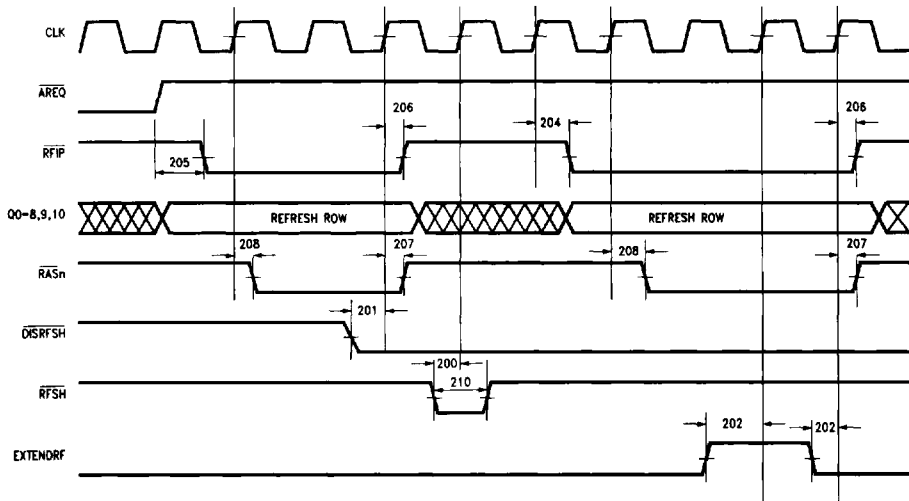 CLK
AREQ
206
204
206
RFIP
205
Q0-8,9,10
REFRESH ROW
REFRESH ROW
208
207
208
207
RASn
201
DISRFSH
200
210
RFSH
202
202
EXTENDRF